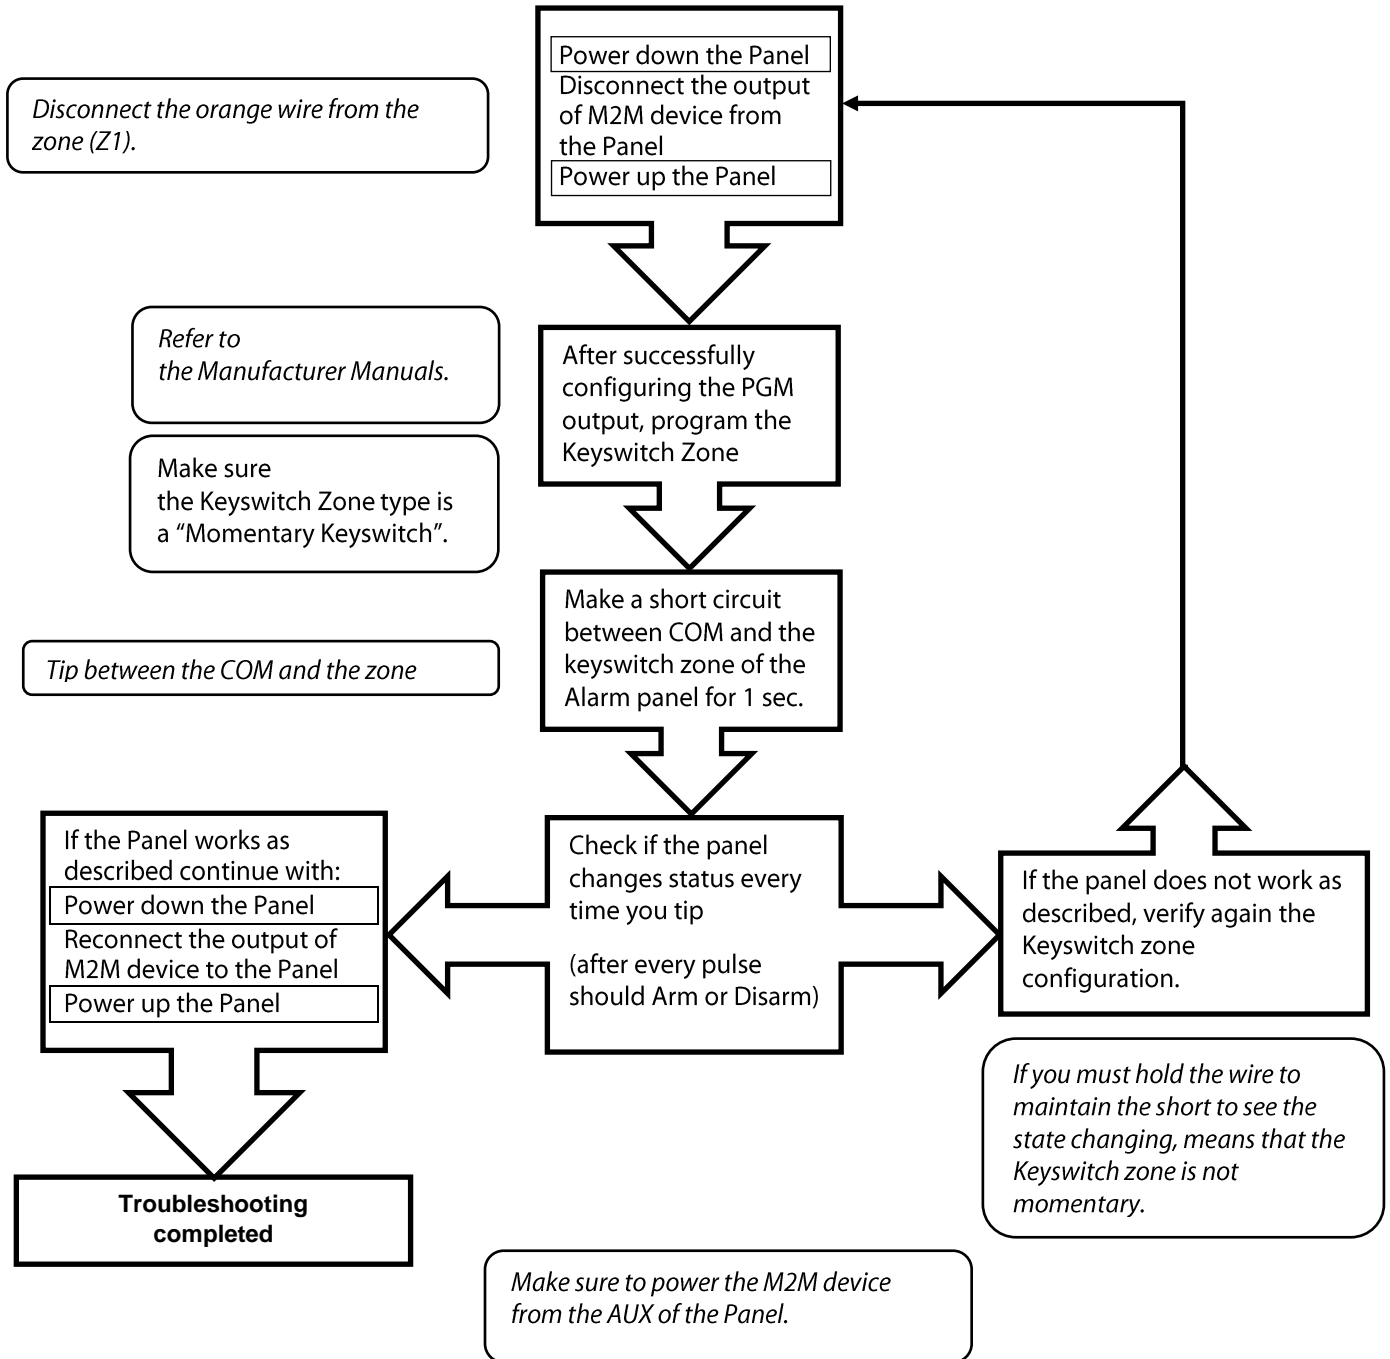 Power down the Panel
Disconnect the output
of M2M device from
the Panel
Power up the Panel
Disconnect the orange wire from the
zone (Z1).
Refer to
the Manufacturer Manuals.
After successfully
configuring the PGM
output, program the
Keyswitch Zone
Make sure
the Keyswitch Zone type is
a “Momentary Keyswitch”.
Make a short circuit
between COM and the
keyswitch zone of the
Alarm panel for 1 sec.
Tip between the COM and the zone
If the Panel works as
described continue with:
Power down the Panel
Reconnect the output of
M2M device to the Panel
Power up the Panel
Check if the panel
changes status every
time you tip
(after every pulse
should Arm or Disarm)
If the panel does not work as
described, verify again the
Keyswitch zone
configuration.
If you must hold the wire to
maintain the short to see the
state changing, means that the
Keyswitch zone is not
momentary.
Troubleshooting
completed
Make sure to power the M2M device
from the AUX of the Panel.